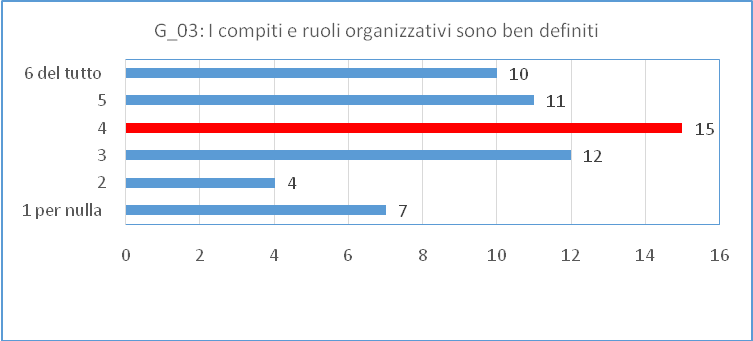 G_03: I compiti e ruoli organizzativi sono ben definiti
6 del tutto 10
5 11
4 15
3 12
2 4
1 per nulla 7
0 2 4 6 8 10 12 14 16